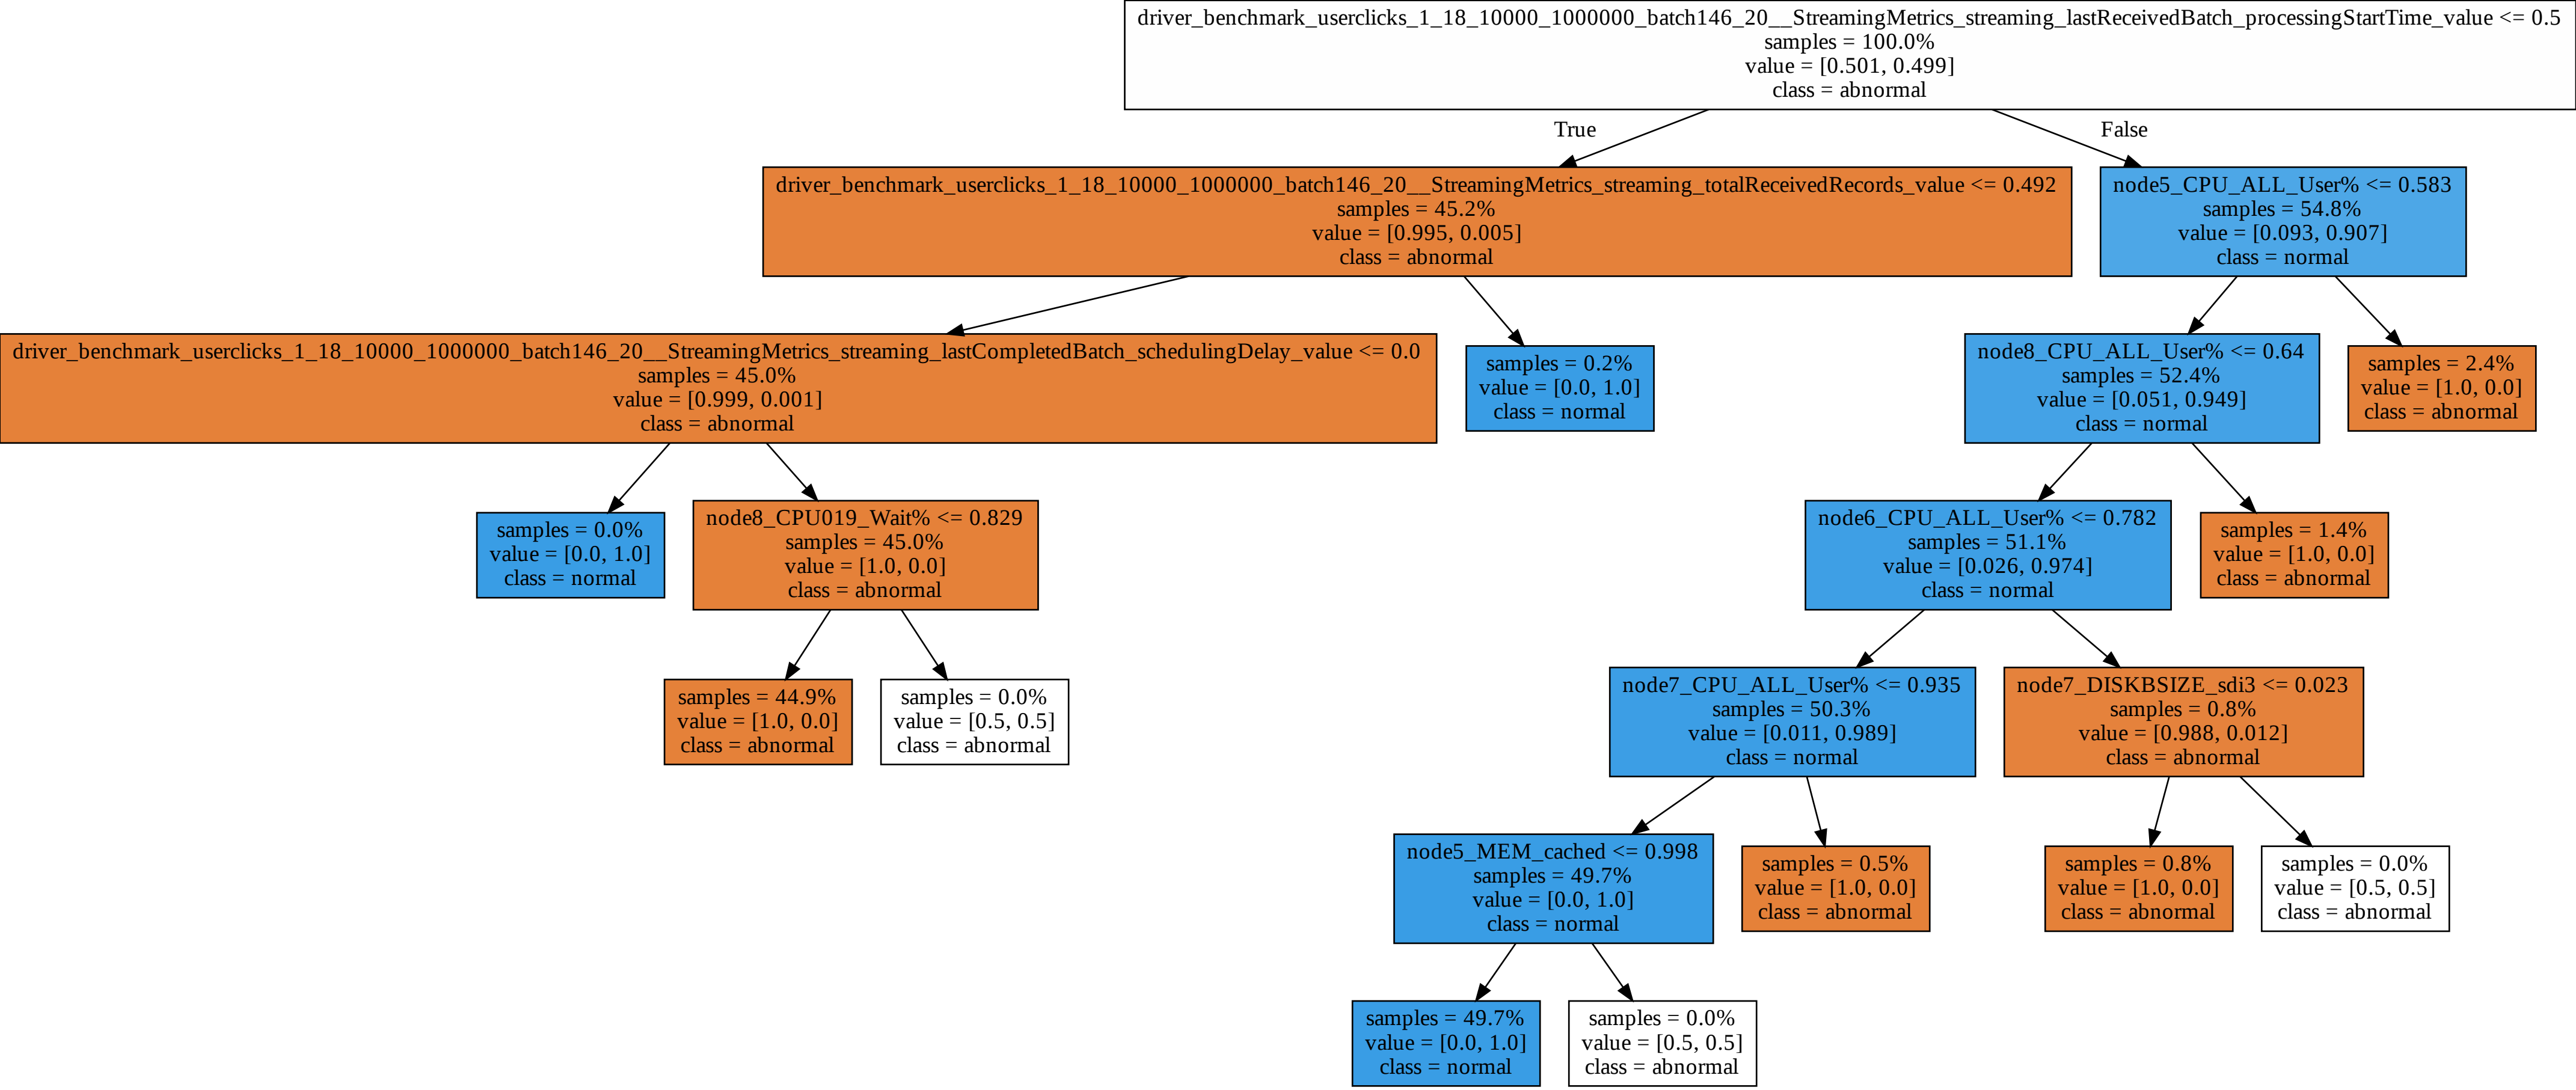 driver_benchmark_userclicks_1_18_10000_1000000_batch146_20__StreamingMetrics_streaming_lastReceivedBatch_processingStartTime_value <= 0.5
samples = 100.0%
value = [0.501, 0.499]
class = abnormal
True
False
driver_benchmark_userclicks_1_18_10000_1000000_batch146_20__StreamingMetrics_streaming_totalReceivedRecords_value <= 0.492
samples = 45.2%
value = [0.995, 0.005]
class = abnormal
node5_CPU_ALL_User% <= 0.583
samples = 54.8%
value = [0.093, 0.907]
class = normal
driver_benchmark_userclicks_1_18_10000_1000000_batch146_20__StreamingMetrics_streaming_lastCompletedBatch_schedulingDelay_value <= 0.0
samples = 45.0%
value = [0.999, 0.001]
class = abnormal
samples = 0.2%
value = [0.0, 1.0]
class = normal
node8_CPU_ALL_User% <= 0.64
samples = 52.4%
value = [0.051, 0.949]
class = normal
samples = 2.4%
value = [1.0, 0.0]
class = abnormal
samples = 0.0%
value = [0.0, 1.0]
class = normal
node8_CPU019_Wait% <= 0.829
samples = 45.0%
value = [1.0, 0.0]
class = abnormal
node6_CPU_ALL_User% <= 0.782
samples = 51.1%
value = [0.026, 0.974]
class = normal
samples = 1.4%
value = [1.0, 0.0]
class = abnormal
samples = 44.9%
value = [1.0, 0.0]
class = abnormal
samples = 0.0%
value = [0.5, 0.5]
class = abnormal
node7_CPU_ALL_User% <= 0.935
samples = 50.3%
value = [0.011, 0.989]
class = normal
node7_DISKBSIZE_sdi3 <= 0.023
samples = 0.8%
value = [0.988, 0.012]
class = abnormal
node5_MEM_cached <= 0.998
samples = 49.7%
value = [0.0, 1.0]
class = normal
samples = 0.5%
value = [1.0, 0.0]
class = abnormal
samples = 0.8%
value = [1.0, 0.0]
class = abnormal
samples = 0.0%
value = [0.5, 0.5]
class = abnormal
samples = 49.7%
value = [0.0, 1.0]
class = normal
samples = 0.0%
value = [0.5, 0.5]
class = abnormal